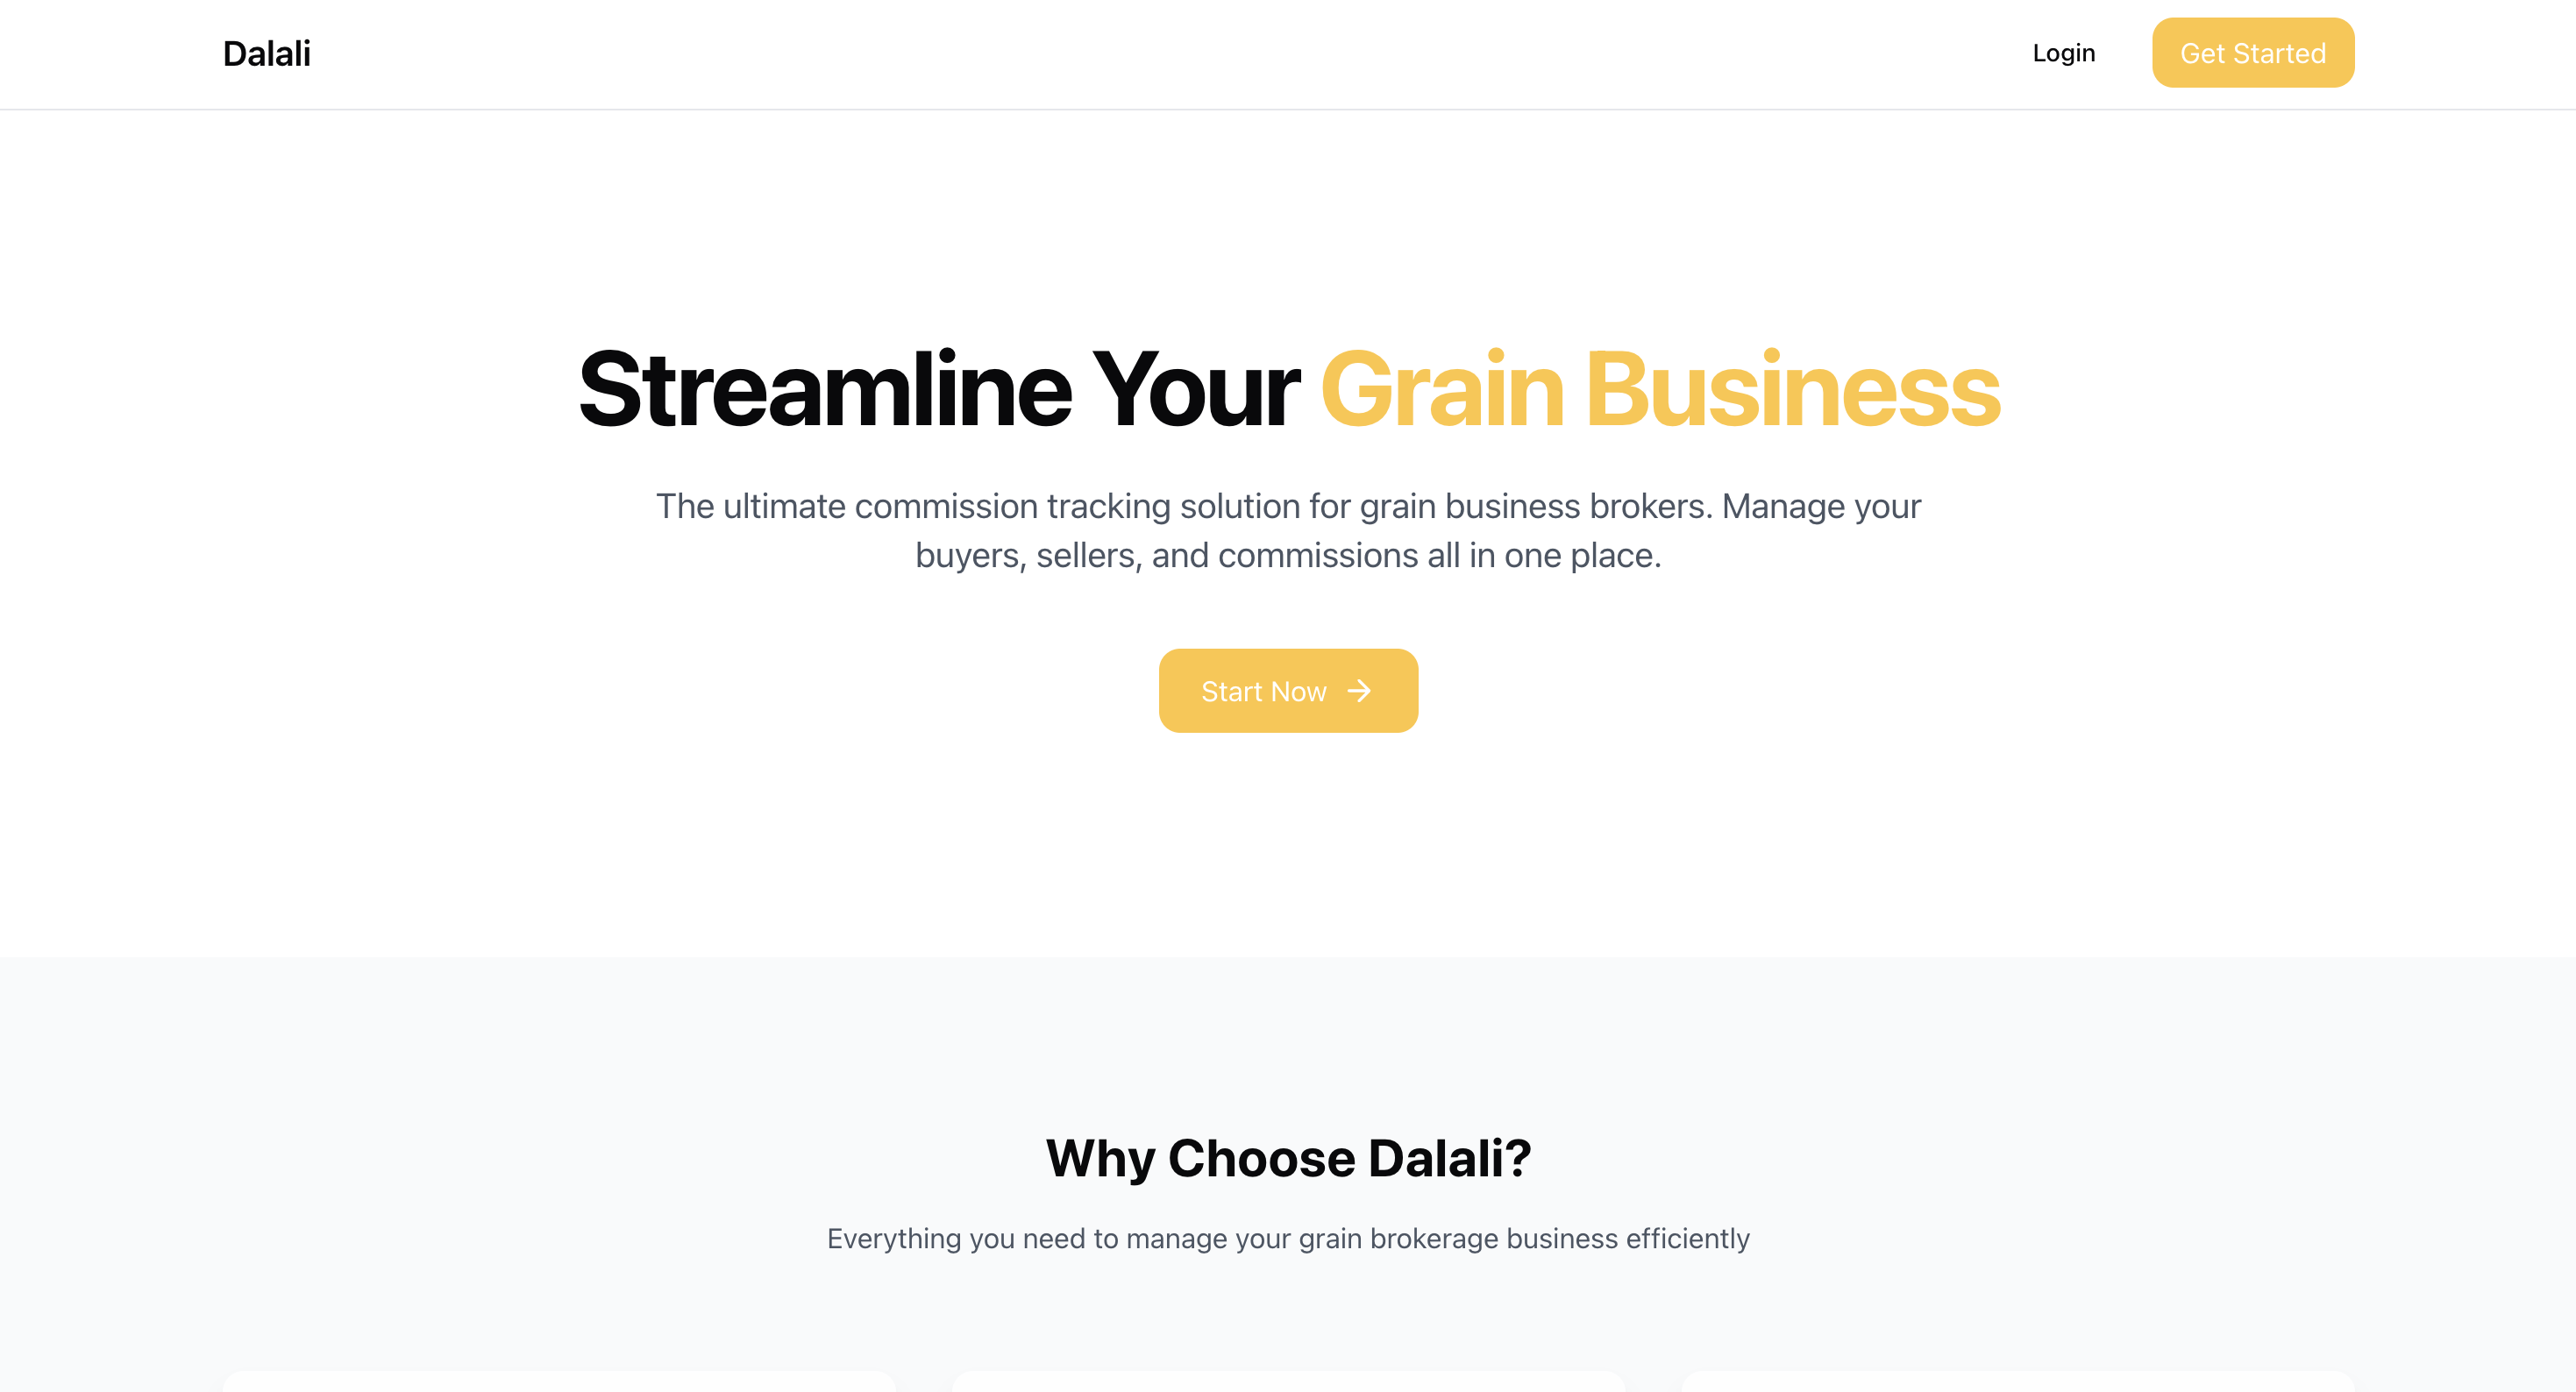 Dalali
Login
Get Started
Streamline Your Grain Business
The ultimate commission tracking solution for grain business brokers. Manage your
buyers, sellers, and commissions all in one place.
Start Now
Why Choose Dalali?
Everything you need to manage your grain brokerage business efficiently